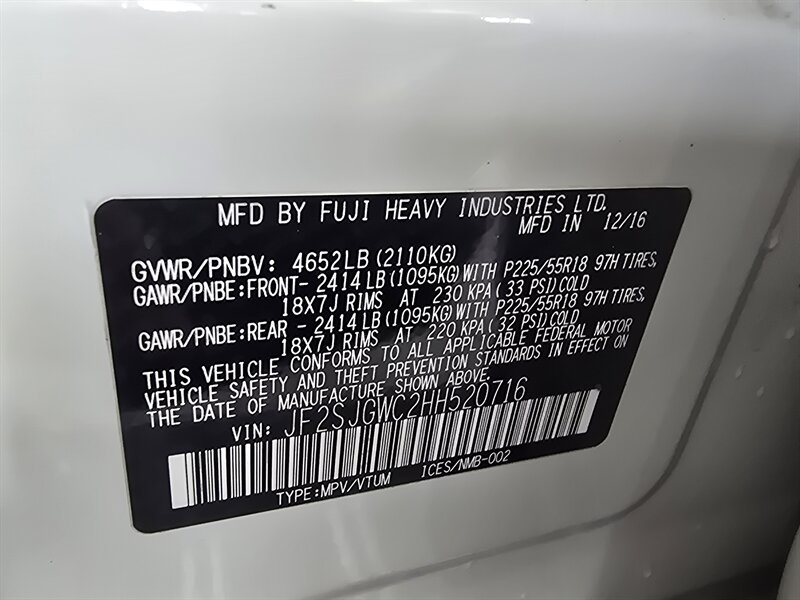 MFD BY FUJI HEAVY INDUSTRIES LTD.
MFD IN 12/16
GVWR/PNBV: 4652LB (2110KG)
GAWR/PNBE:FRONT- 2414 LB (1095KG) WITH P225/55R18 97H TIRES,
18X7J RIMS AT 230 KPA (33 PSI) COLD
GAWR/PNBE:REAR - 2414 LB (1095KG) WITH P225/55R18 97H TIRES,
18X7J RIMS AT 220 KPA (32 PSI) COLD
THIS VEHICLE CONFORMS TO ALL APPLICABLE FEDERAL MOTOR
VEHICLE SAFETY AND THEFT PREVENTION STANDARDS IN EFFECT ON
THE DATE OF MANUFACTURE SHOWN ABOVE.
VIN: JF2SJGWC2HH520716
TYPE:MPV/VTUM ICES/NMB-002